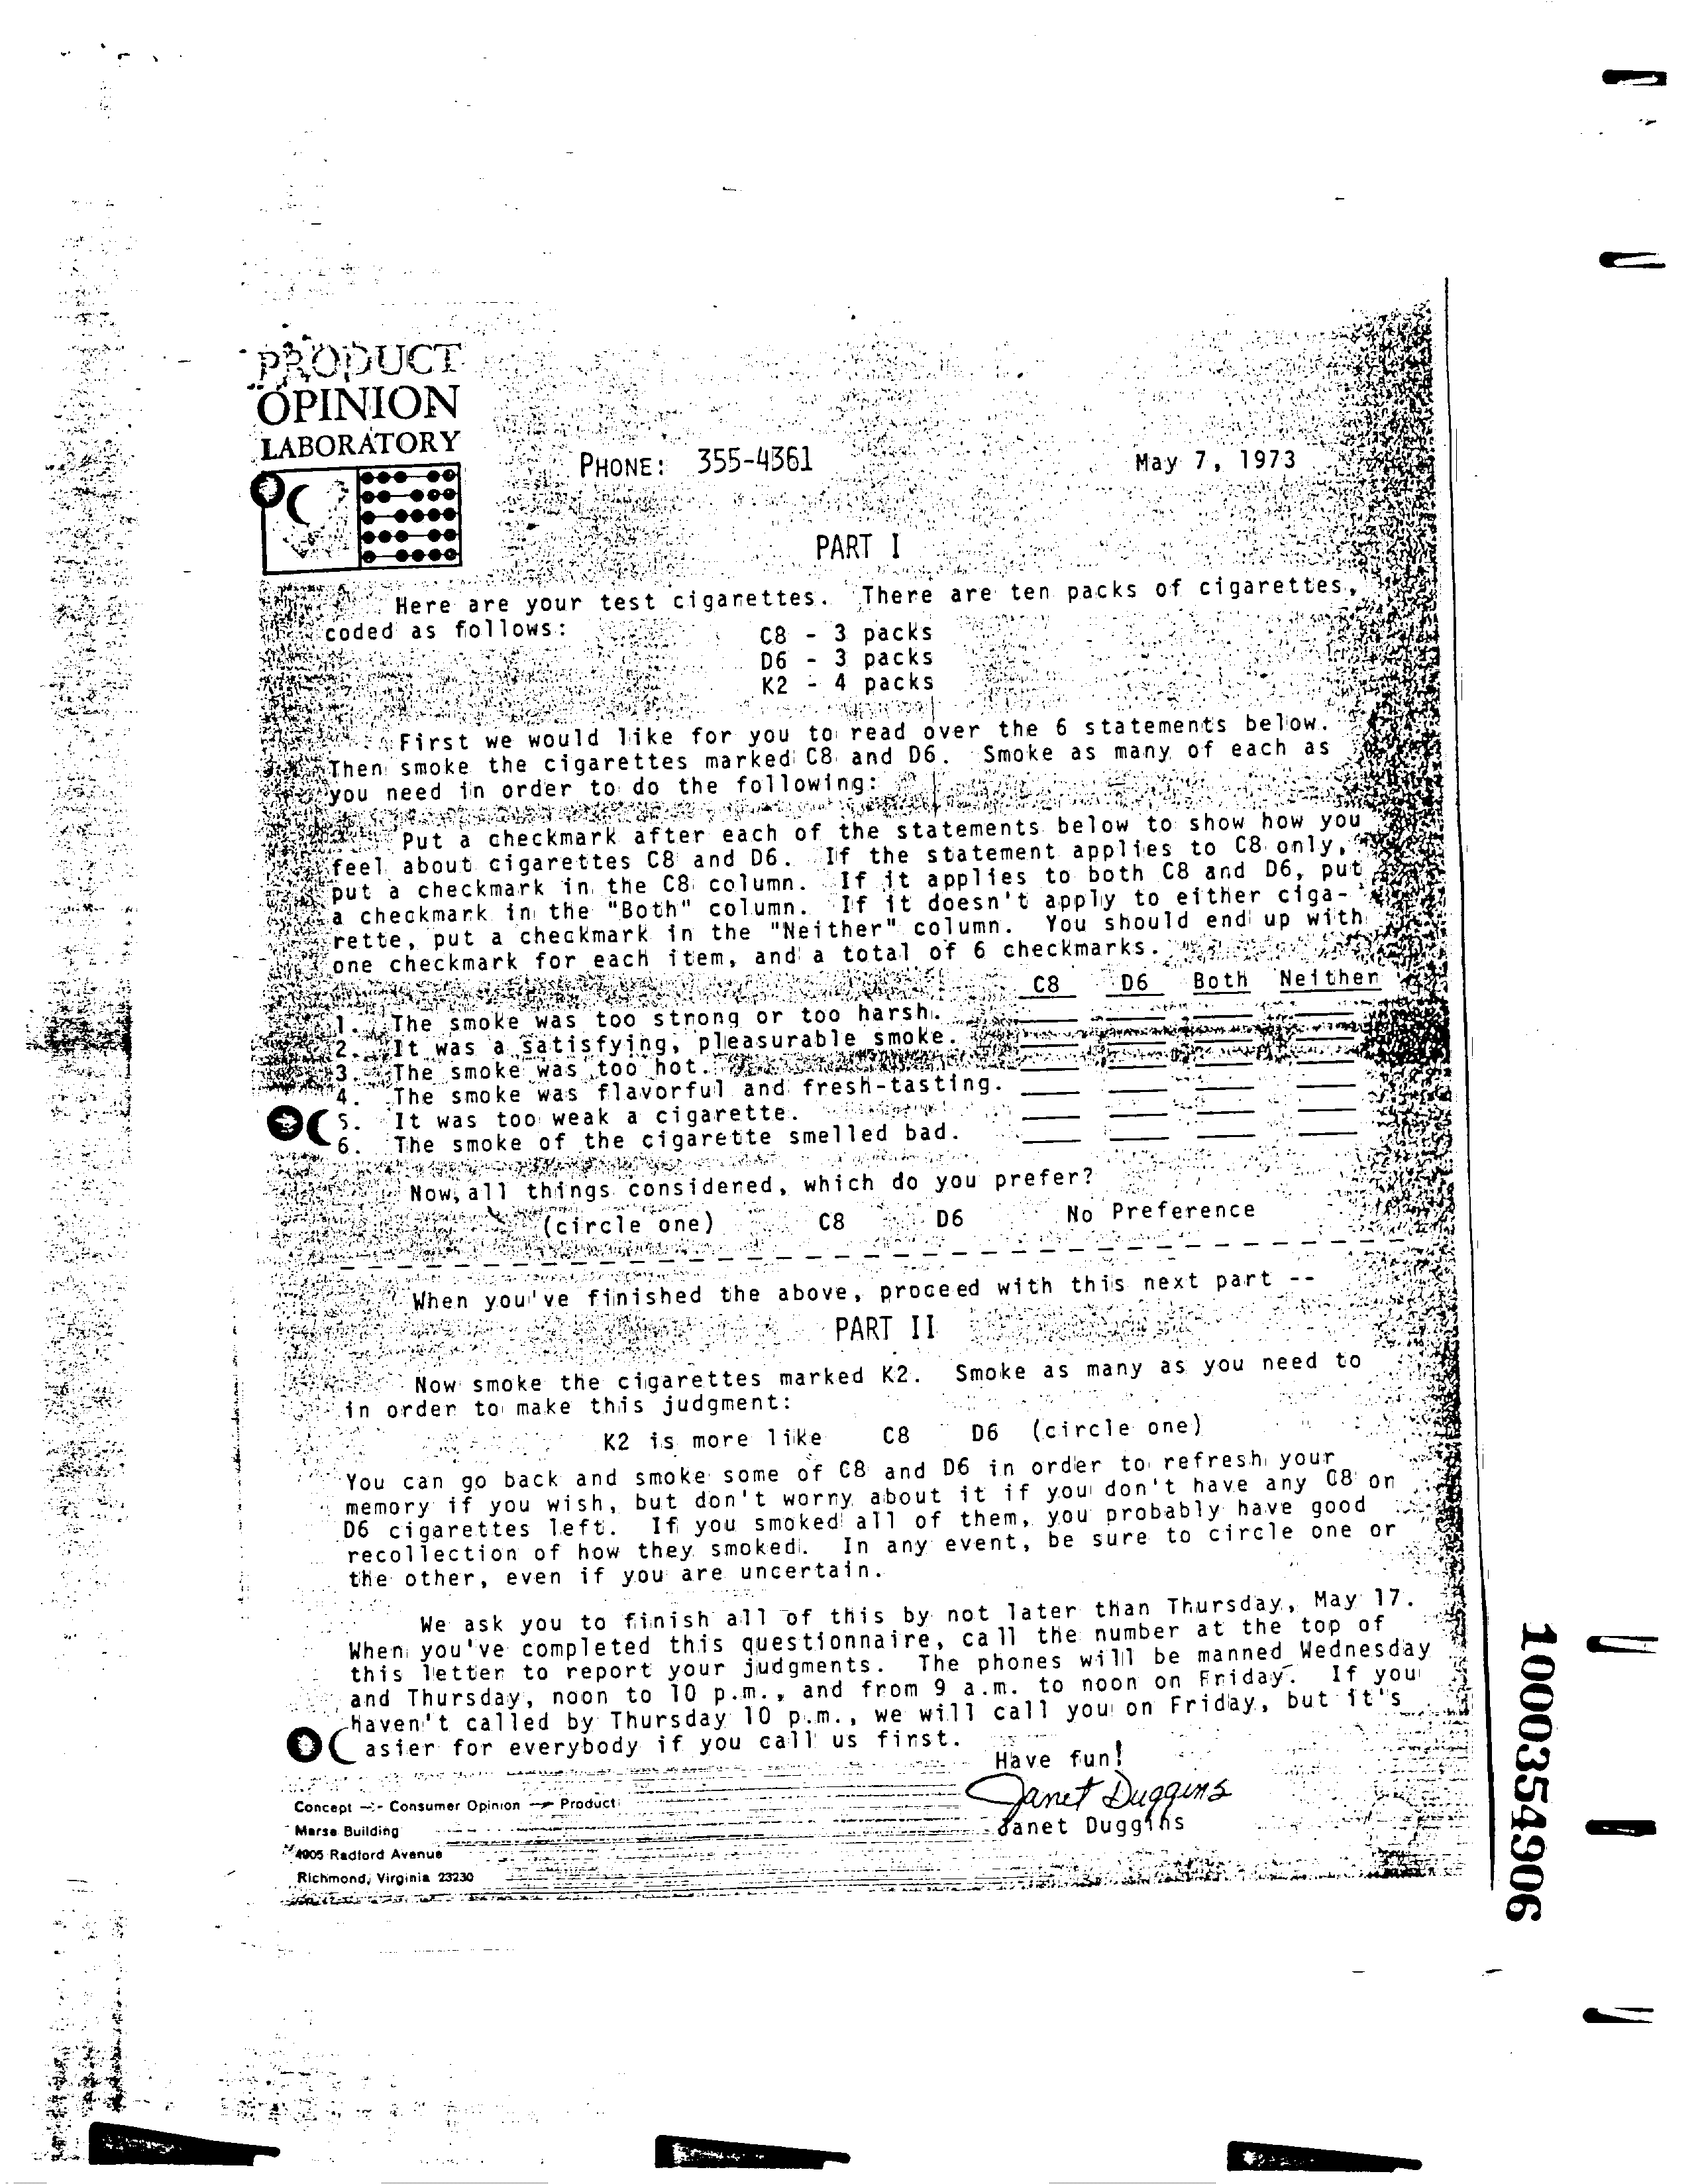 PRODUCT
OPINION
LABORATORY
PHONE: 355-4361
May 7, 1973
PART I
Here are your test cigarettes. There are ten packs of cigarettes,
coded as follows:
C8 - 3 packs
D6 - 3 packs
K2 - 4 packs
First we would like for you to read over the 6 statements below.
Then smoke the cigarettes marked C8 and D6. Smoke as many of each as
you need in order to do the following:
Put a checkmark after each of the statements below to show how you
feel about cigarettes C8 and D6. If the statement applies to C8 only,
put a checkmark in the C8 column. If it applies to both C8 and D6, put
a checkmark in the "Both" column. If it doesn't apply to either ciga-
rette, put a checkmark in the "Neither" column. You should end up with
one checkmark for each item, and a total of 6 checkmarks.
C8 D6 Both Neither
1. The smoke was too strong or too harsh.
2. It was a satisfying, pleasurable smoke.
3. The smoke was too hot.
4. The smoke was flavorful and fresh-tasting.
5. It was too weak a cigarette.
6. The smoke of the cigarette smelled bad.
Now, all things considered, which do you prefer?
(circle one) C8 D6 No Preference
When you've finished the above, proceed with this next part --
PART II
Now smoke the cigarettes marked K2. Smoke as many as you need to
in order to make this judgment:
K2 is more like C8 D6 (circle one)
You can go back and smoke some of C8 and D6 in order to refresh your
memory if you wish, but don't worry about it if you don't have any C8 or
D6 cigarettes left. If you smoked all of them, you probably have good
recollection of how they smoked. In any event, be sure to circle one or
the other, even if you are uncertain.
We ask you to finish all of this by not later than Thursday, May 17.
When you've completed this questionnaire, call the number at the top of
this letter to report your judgments. The phones will be manned Wednesday
and Thursday, noon to 10 p.m., and from 9 a.m. to noon on Friday. If you
haven't called by Thursday 10 p.m., we will call you on Friday, but it's
asier for everybody if you call us first.
Have fun!
Janet Duggins
Janet Duggins
Concept -:- Consumer Opinion -> Product
Marse Building
4905 Radford Avenue
Richmond, Virginia 23230
1000354906